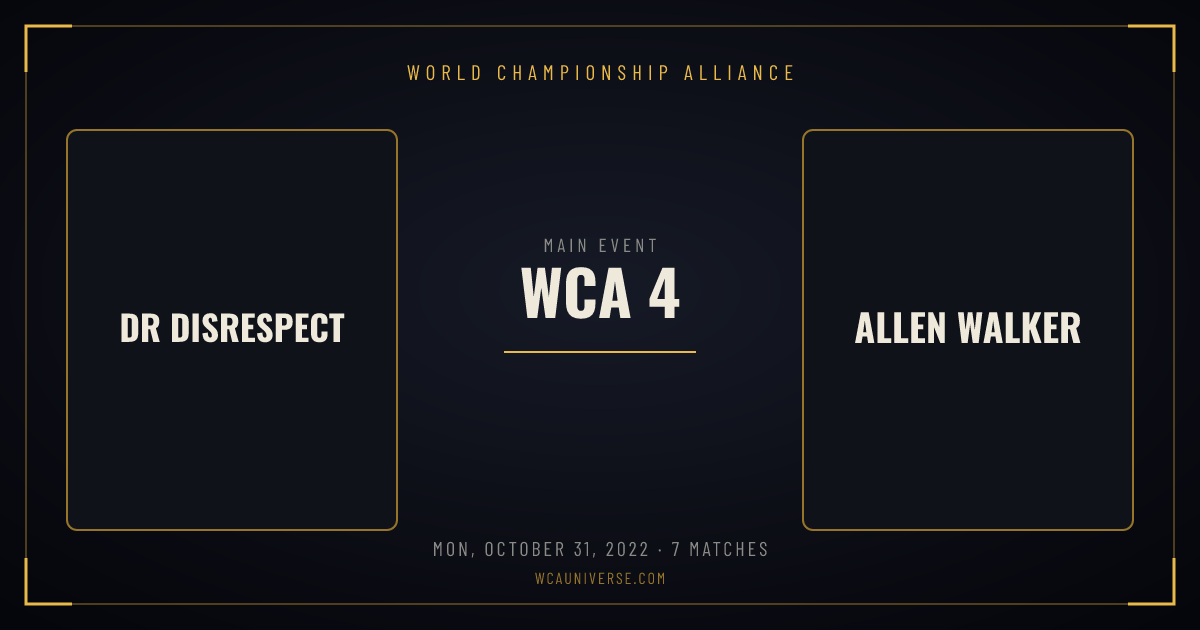 WORLD CHAMPIONSHIP ALLIANCE
DR DISRESPECT
MAIN EVENT
WCA 4
ALLEN WALKER
MON, OCTOBER 31, 2022 · 7 MATCHES
WCAUNIVERSE.COM